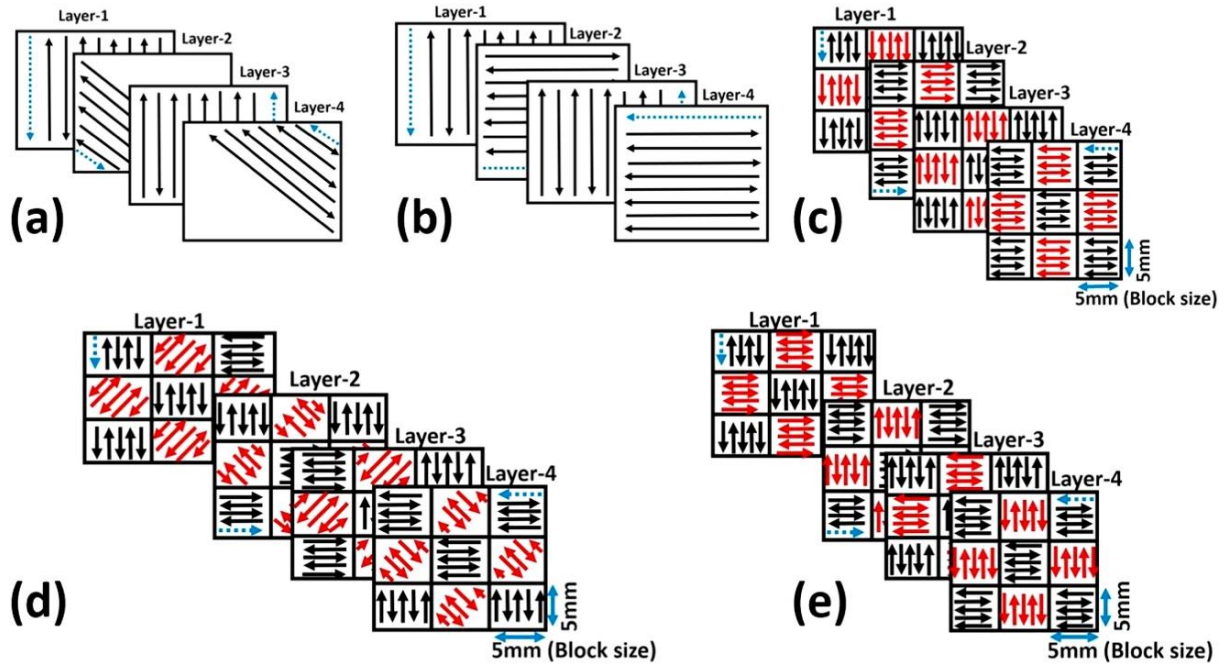 Layer-1
Layer-2
Layer-3
Layer-4
(a)
Layer-1
Layer-2
Layer-3
Layer-4
(b)
Layer-1
Layer-2
Layer-3
Layer-4
(c)
5mm
5mm (Block size)
Layer-1
Layer-2
Layer-3
Layer-4
(d)
5mm
5mm (Block size)
Layer-1
Layer-2
Layer-3
Layer-4
(e)
5mm
5mm (Block size)